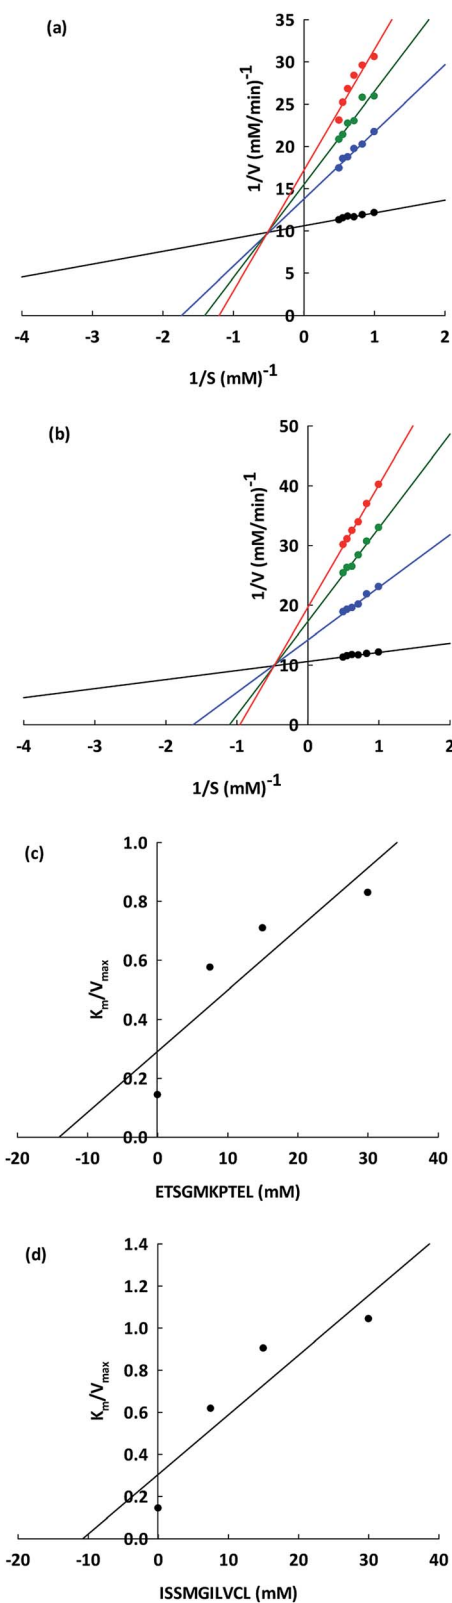 (a)
1/V (mM/min)-1
35
30
25
20
15
10
5
0
-4 -3 -2 -1 0 1 2
1/S (mM)-1
(b)
1/V (mM/min)-1
50
40
30
20
10
0
-4 -3 -2 -1 0 1 2
1/S (mM)-1
(c)
Km/Vmax
1.0
0.8
0.6
0.4
0.2
0.0
-20 -10 0 10 20 30 40
ETSGMKPTEL (mM)
(d)
Km/Vmax
1.4
1.2
1.0
0.8
0.6
0.4
0.2
0.0
-20 -10 0 10 20 30 40
ISSMGILVCL (mM)